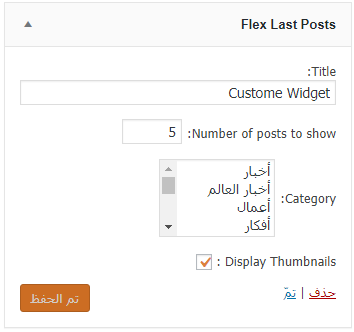 Flex Last Posts
Title:
Custome Widget
Number of posts to show: 5
Category:
أخبار
أخبار العالم
أعمال
أفكار
Display Thumbnails :
حذف | تمّ
تم الحفظ